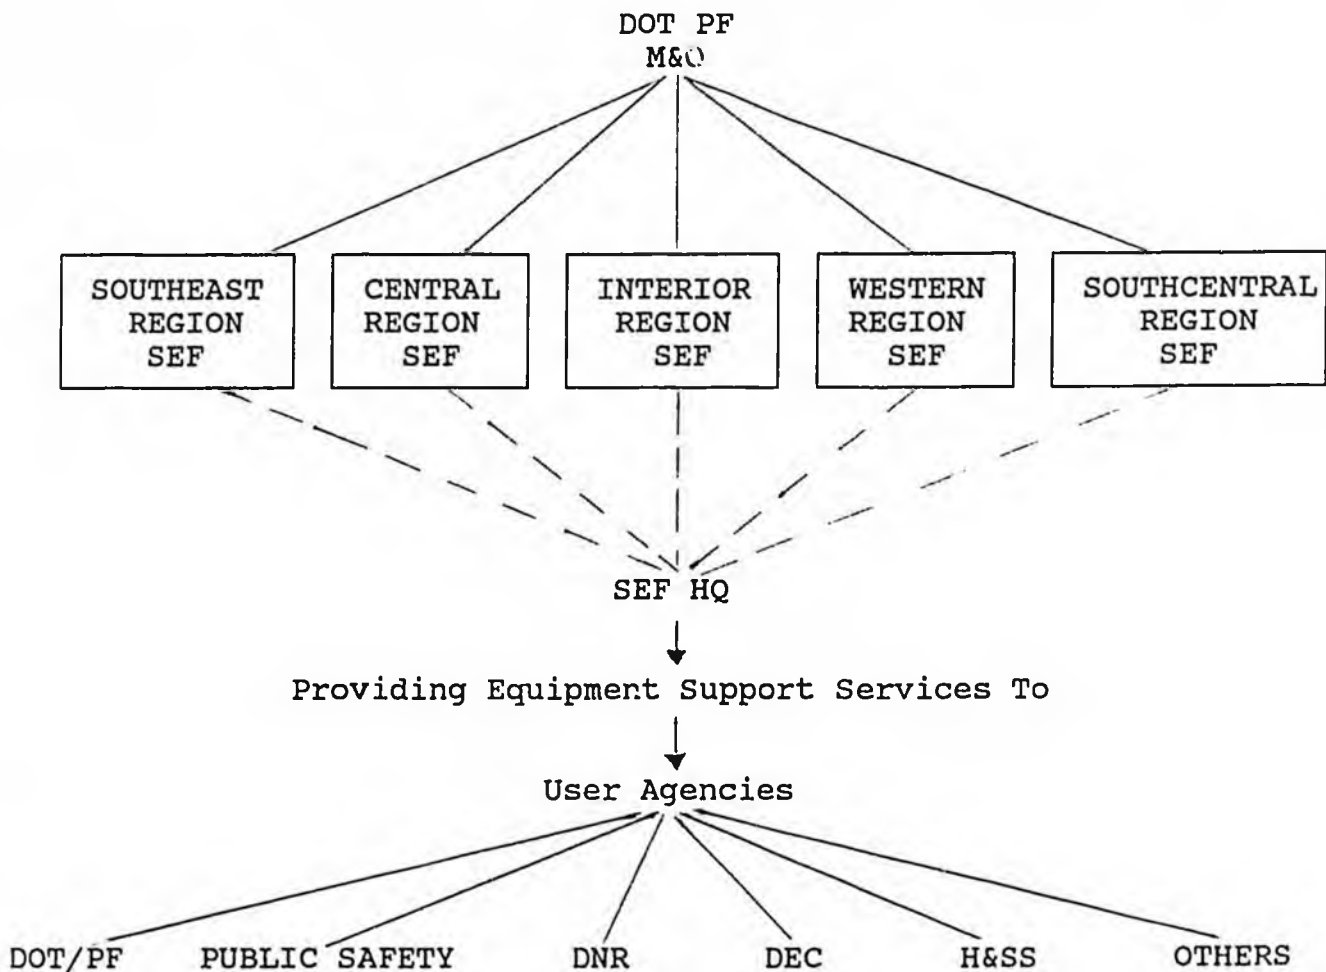 DOT PF
M&O
SOUTHEAST
REGION
SEF
CENTRAL
REGION
SEF
INTERIOR
REGION
SEF
WESTERN
REGION
SEF
SOUTHCENTRAL
REGION
SEF
SEF HQ
Providing Equipment Support Services To
User Agencies
DOT/PF PUBLIC SAFETY DNR DEC H&SS OTHERS